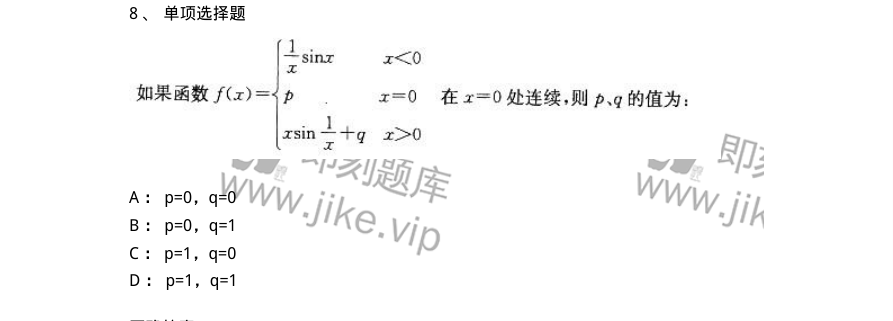 8 、 单项选择题
1/x sinx x<0
如果函数 f(x)= p x=0 在 x=0 处连续,则 p、q 的值为:
xsin 1/x +q x>0
即刻题库
即刻
A： p=0，q=0
www.jike.vip
www.jik
B： p=0，q=1
C： p=1，q=0
D： p=1，q=1